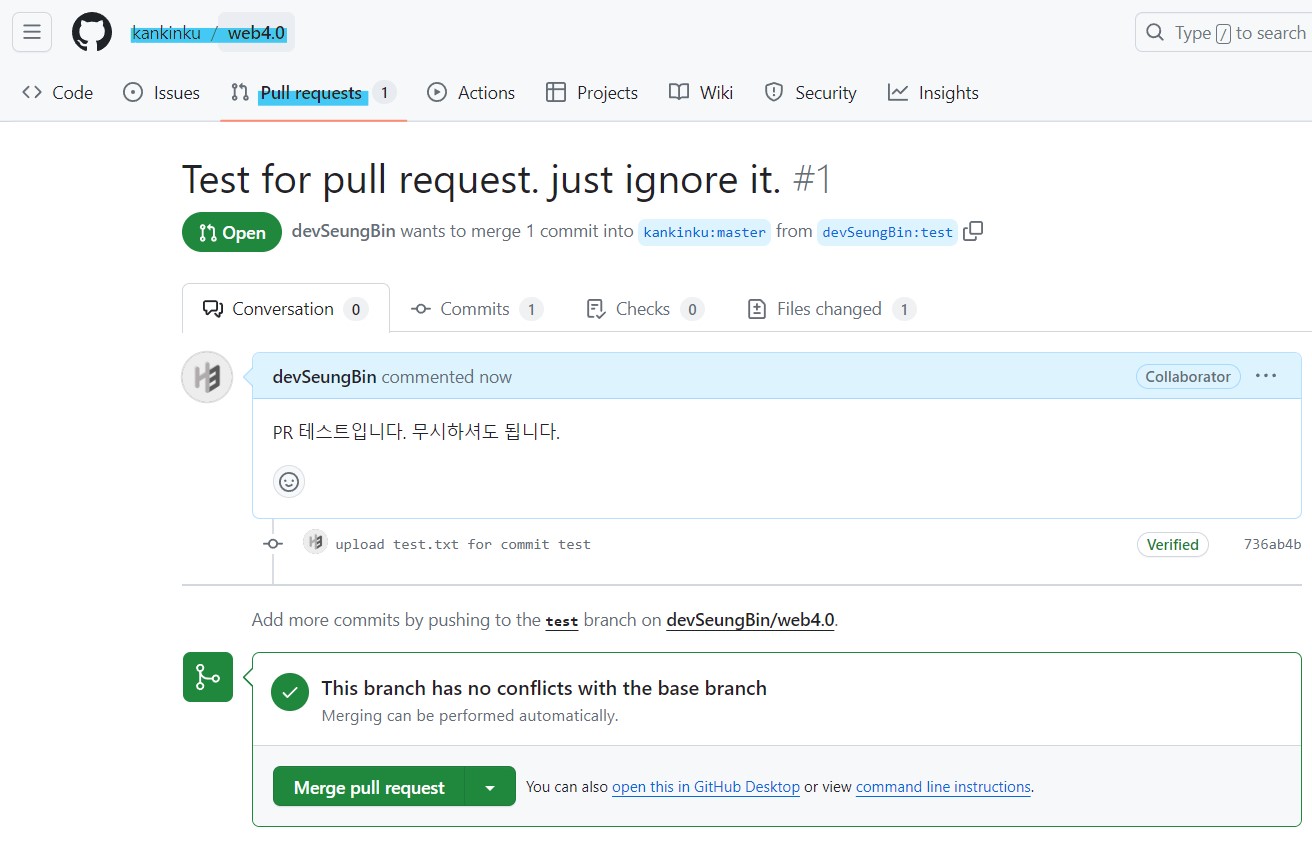 kankinku / web4.0
Type / to search
Code Issues Pull requests 1 Actions Projects Wiki Security Insights
Test for pull request. just ignore it. #1
Open devSeungBin wants to merge 1 commit into kankinku:master from devSeungBin:test
Conversation 0 Commits 1 Checks 0 Files changed 1
devSeungBin commented now Collaborator
PR 테스트입니다. 무시하셔도 됩니다.
upload test.txt for commit test Verified 736ab4b
Add more commits by pushing to the test branch on devSeungBin/web4.0.
This branch has no conflicts with the base branch
Merging can be performed automatically.
Merge pull request You can also open this in GitHub Desktop or view command line instructions.